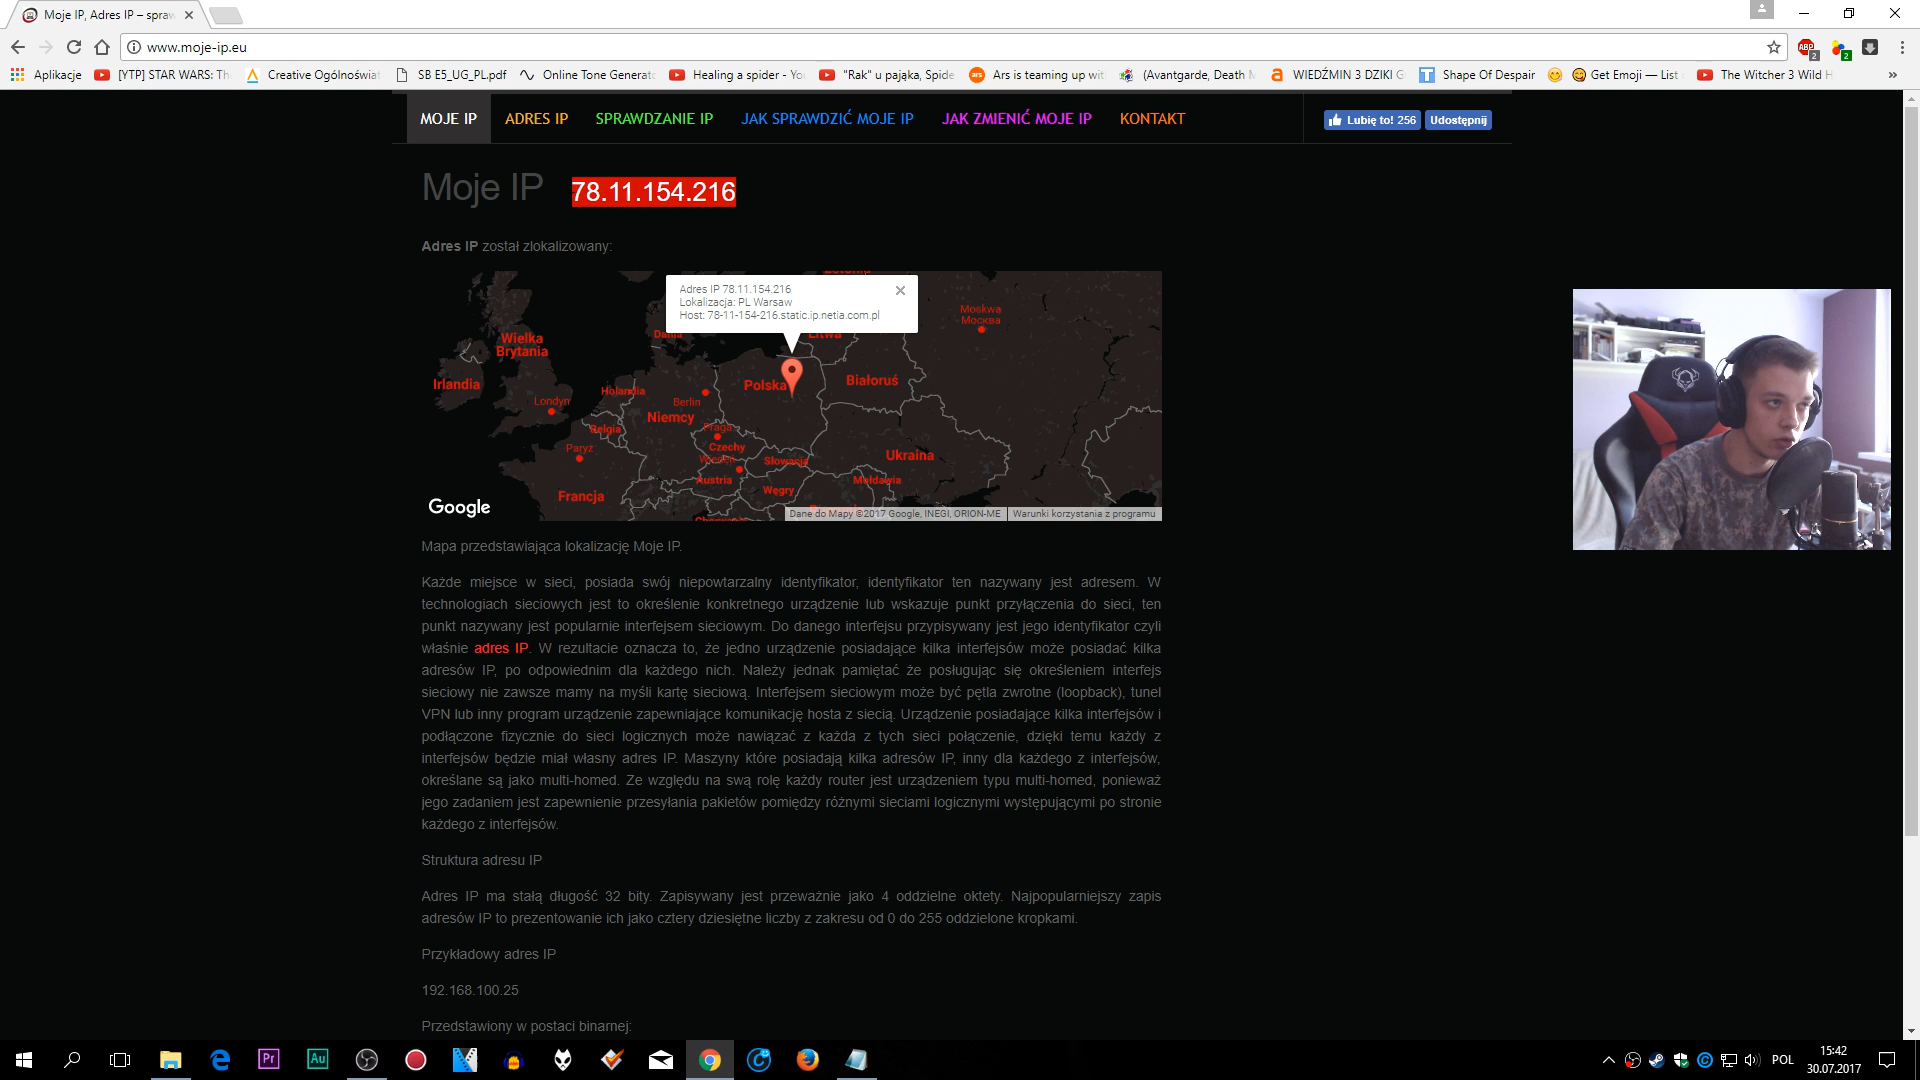 Moje IP, Adres IP – spraw
www.moje-ip.eu
Aplikacje [YTP] STAR WARS: Th Creative Ogólnoświat SB E5_UG_PL.pdf Online Tone Generato Healing a spider - Yo "Rak" u pająka, Spide Ars is teaming up wit (Avantgarde, Death M WIEDŹMIN 3 DZIKI G Shape Of Despair Get Emoji — List The Witcher 3 Wild H »
MOJE IP ADRES IP SPRAWDZANIE IP JAK SPRAWDZIĆ MOJE IP JAK ZMIENIĆ MOJE IP KONTAKT Lubię to! 256 Udostępnij
Moje IP 78.11.154.216
Adres IP został zlokalizowany:
Adres IP 78.11.154.216
Lokalizacja: PL Warsaw
Host: 78-11-154-216.static.ip.netia.com.pl
Moskwa
Москва
Dania
Litwa
Wielka
Brytania
Irlandia
Holandia
Polska
Białoruś
Londyn
Berlin
Niemcy
Belgia
Praga
Paryż
Czechy
Wiedeń
Słowacja
Ukraina
Austria
Węgry
Mołdawia
Francja
Google
Dane do Mapy ©2017 Google, INEGI, ORION-ME Warunki korzystania z programu
Mapa przedstawiająca lokalizację Moje IP.
Każde miejsce w sieci, posiada swój niepowtarzalny identyfikator, identyfikator ten nazywany jest adresem. W
technologiach sieciowych jest to określenie konkretnego urządzenie lub wskazuje punkt przyłączenia do sieci, ten
punkt nazywany jest popularnie interfejsem sieciowym. Do danego interfejsu przypisywany jest jego identyfikator czyli
właśnie adres IP. W rezultacie oznacza to, że jedno urządzenie posiadające kilka interfejsów może posiadać kilka
adresów IP, po odpowiednim dla każdego nich. Należy jednak pamiętać że posługując się określeniem interfejs
sieciowy nie zawsze mamy na myśli kartę sieciową. Interfejsem sieciowym może być pętla zwrotne (loopback), tunel
VPN lub inny program urządzenie zapewniające komunikację hosta z siecią. Urządzenie posiadające kilka interfejsów i
podłączone fizycznie do sieci logicznych może nawiązać z każda z tych sieci połączenie, dzięki temu każdy z
interfejsów będzie miał własny adres IP. Maszyny które posiadają kilka adresów IP, inny dla każdego z interfejsów,
określane są jako multi-homed. Ze względu na swą rolę każdy router jest urządzeniem typu multi-homed, ponieważ
jego zadaniem jest zapewnienie przesyłania pakietów pomiędzy różnymi sieciami logicznymi występującymi po stronie
każdego z interfejsów.
Struktura adresu IP
Adres IP ma stałą długość 32 bity. Zapisywany jest przeważnie jako 4 oddzielne oktety. Najpopularniejszy zapis
adresów IP to prezentowanie ich jako cztery dziesiętne liczby z zakresu od 0 do 255 oddzielone kropkami.
Przykładowy adres IP
192.168.100.25
Przedstawiony w postaci binarnej:
POL
15:42
30.07.2017